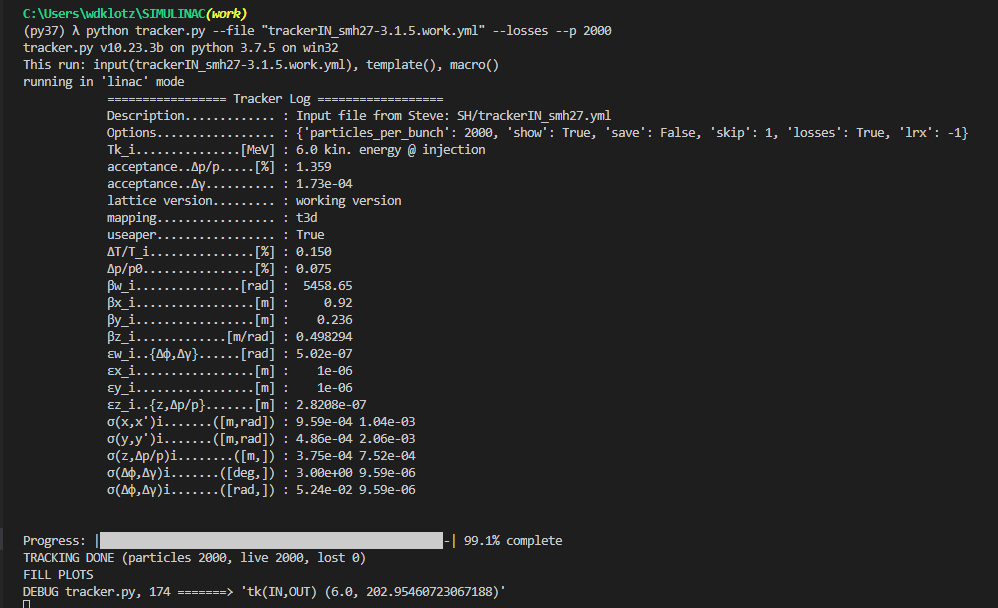 C:\Users\wdklotz\SIMULINAC(work)
(py37) λ python tracker.py --file "trackerIN_smh27-3.1.5.work.yml" --losses --p 2000
tracker.py v10.23.3b on python 3.7.5 on win32
This run: input(trackerIN_smh27-3.1.5.work.yml), template(), macro()
running in 'linac' mode
================= Tracker Log ==================
Description............. : Input file from Steve: SH/trackerIN_smh27.yml
Options................. : {'particles_per_bunch': 2000, 'show': True, 'save': False, 'skip': 1, 'losses': True, 'lrx': -1}
Tk_i...............[MeV] : 6.0 kin. energy @ injection
acceptance..Δp/p.....[%] : 1.359
acceptance..Δγ.......... : 1.73e-04
lattice version......... : working version
mapping................. : t3d
useaper................. : True
ΔT/T_i...............[%] : 0.150
Δp/p0................[%] : 0.075
βw_i...............[rad] : 5458.65
βx_i.................[m] : 0.92
βy_i.................[m] : 0.236
βz_i.............[m/rad] : 0.498294
εw_i..{Δϕ,Δγ}......[rad] : 5.02e-07
εx_i.................[m] : 1e-06
εy_i.................[m] : 1e-06
εz_i..{z,Δp/p}.......[m] : 2.8208e-07
σ(x,x')i.......([m,rad]) : 9.59e-04 1.04e-03
σ(y,y')i.......([m,rad]) : 4.86e-04 2.06e-03
σ(z,Δp/p)i........([m,]) : 3.75e-04 7.52e-04
σ(Δϕ,Δγ)i.......([deg,]) : 3.00e+00 9.59e-06
σ(Δϕ,Δγ)i.......([rad,]) : 5.24e-02 9.59e-06
Progress: |█████████████████████████████████████████████████-| 99.1% complete
TRACKING DONE (particles 2000, live 2000, lost 0)
FILL PLOTS
DEBUG tracker.py, 174 =======> 'tk(IN,OUT) (6.0, 202.95460723067188)'